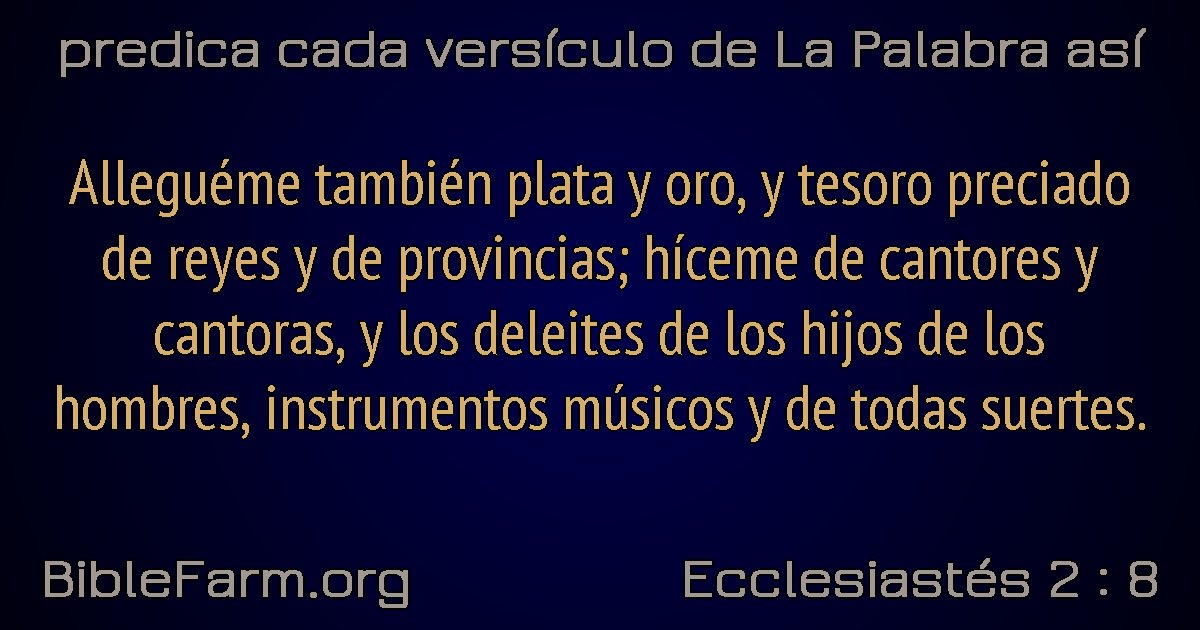 predica cada versículo de La Palabra así
Alleguéme también plata y oro, y tesoro preciado
de reyes y de provincias; híceme de cantores y
cantoras, y los deleites de los hijos de los
hombres, instrumentos músicos y de todas suertes.
BibleFarm.org
Ecclesiastés 2 : 8